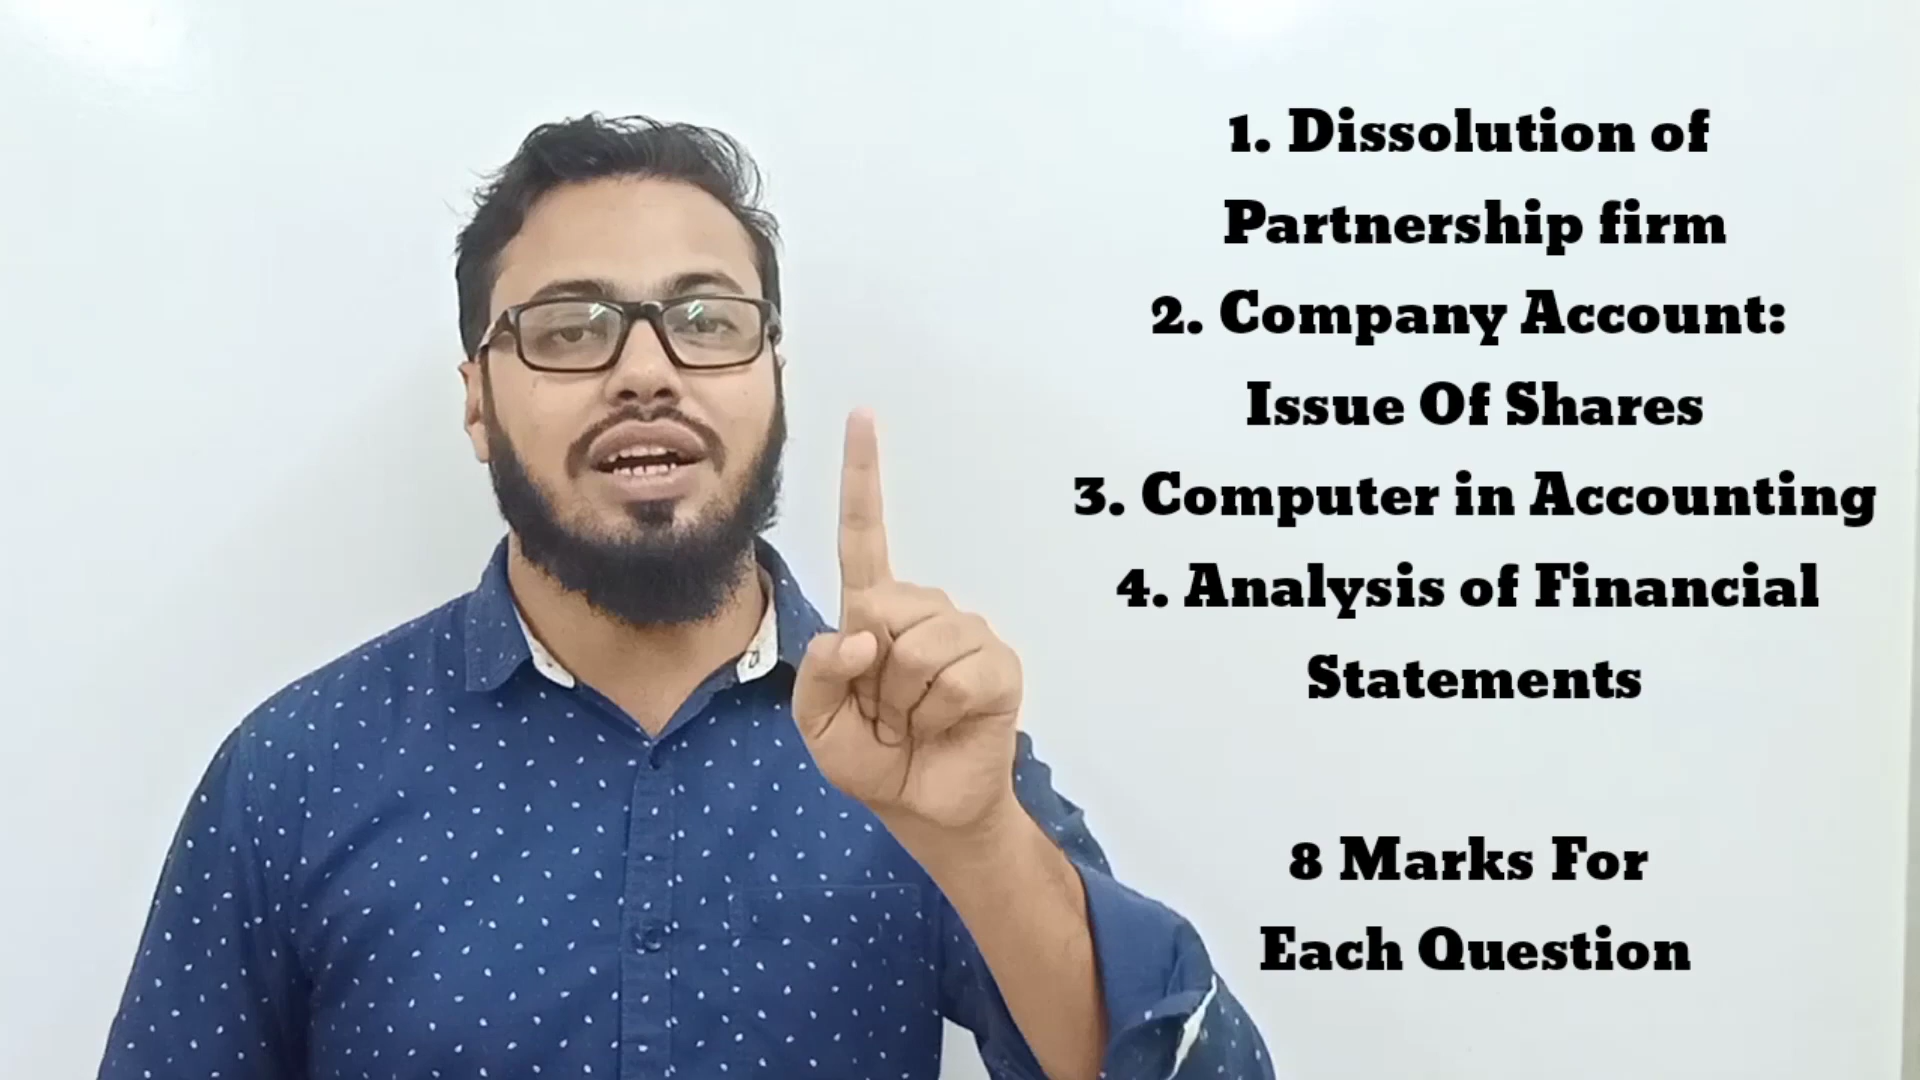 1. Dissolution of
Partnership firm
2. Company Account:
Issue Of Shares
3. Computer in Accounting
4. Analysis of Financial
Statements
8 Marks For
Each Question